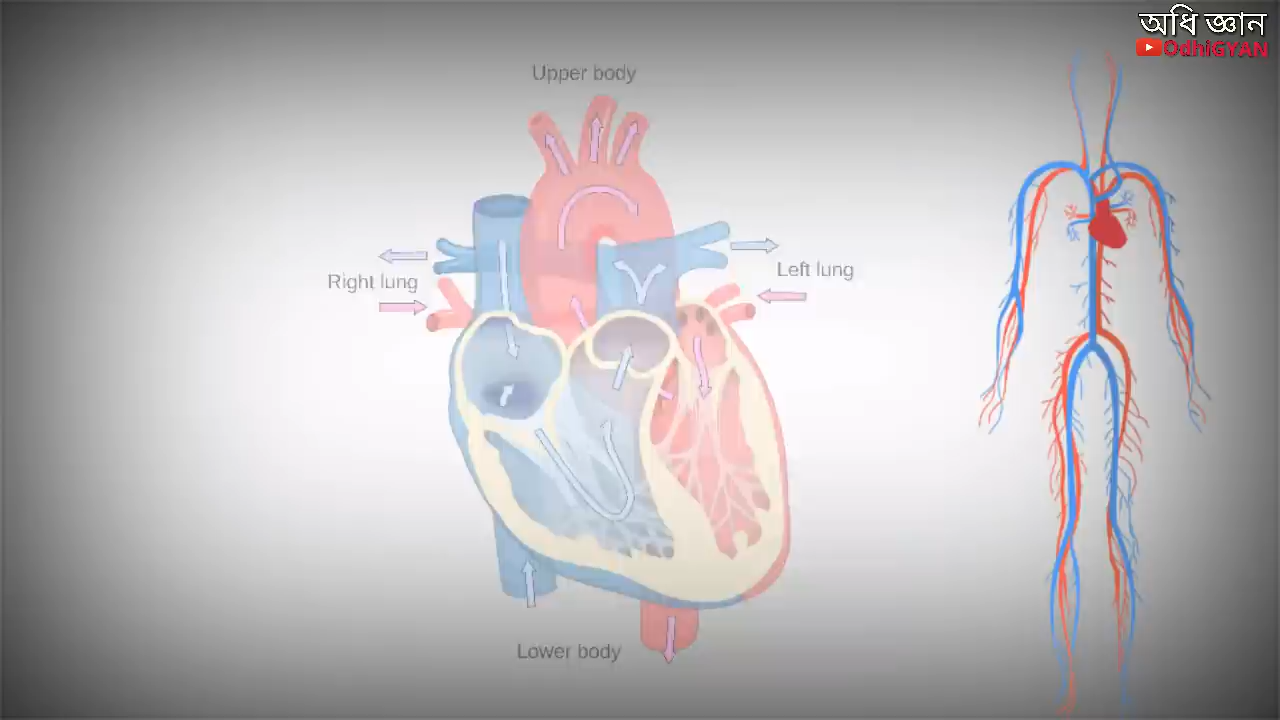 অধি জ্ঞান
OdhiGYAN
Upper body
Right lung
Left lung
Lower body